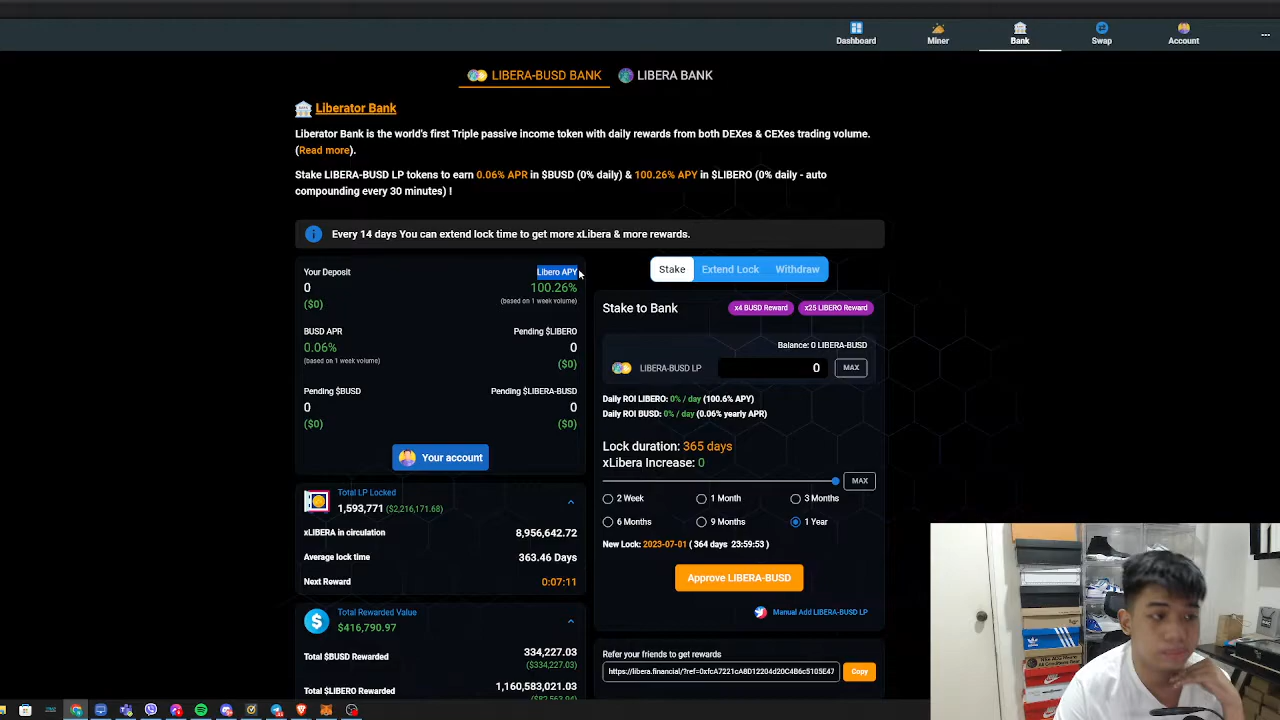 Dashboard
Miner
Bank
Swap
Account
LIBERA-BUSD BANK
LIBERA BANK
Liberator Bank
Liberator Bank is the world's first Triple passive income token with daily rewards from both DEXes & CEXes trading volume.
(Read more).
Stake LIBERA-BUSD LP tokens to earn 0.06% APR in $BUSD (0% daily) & 100.26% APY in $LIBERO (0% daily - auto
compounding every 30 minutes) !
Every 14 days You can extend lock time to get more xLibera & more rewards.
Your Deposit
Libero APY
0
100.26%
($0)
(based on 1 week volume)
BUSD APR
Pending $LIBERO
0.06%
0
(based on 1 week volume)
($0)
Pending $BUSD
Pending $LIBERA-BUSD
0
0
($0)
($0)
Your account
Total LP Locked
1,593,771 ($2,216,171.68)
xLIBERA in circulation
8,956,642.72
Average lock time
363.46 Days
Next Reward
0:07:11
Total Rewarded Value
$416,790.97
Total $BUSD Rewarded
334,227.03
($334,227.03)
Total $LIBERO Rewarded
1,160,583,021.03
Stake
Extend Lock
Withdraw
Stake to Bank
x4 BUSD Reward
x25 LIBERO Reward
Balance: 0 LIBERA-BUSD
LIBERA-BUSD LP
0
MAX
Daily ROI LIBERO: 0% / day (100.6% APY)
Daily ROI BUSD: 0% / day (0.06% yearly APR)
Lock duration: 365 days
xLibera Increase: 0
MAX
2 Week
1 Month
3 Months
6 Months
9 Months
1 Year
New Lock: 2023-07-01 ( 364 days 23:59:53 )
Approve LIBERA-BUSD
Manual Add LIBERA-BUSD LP
Refer your friends to get rewards
Copy